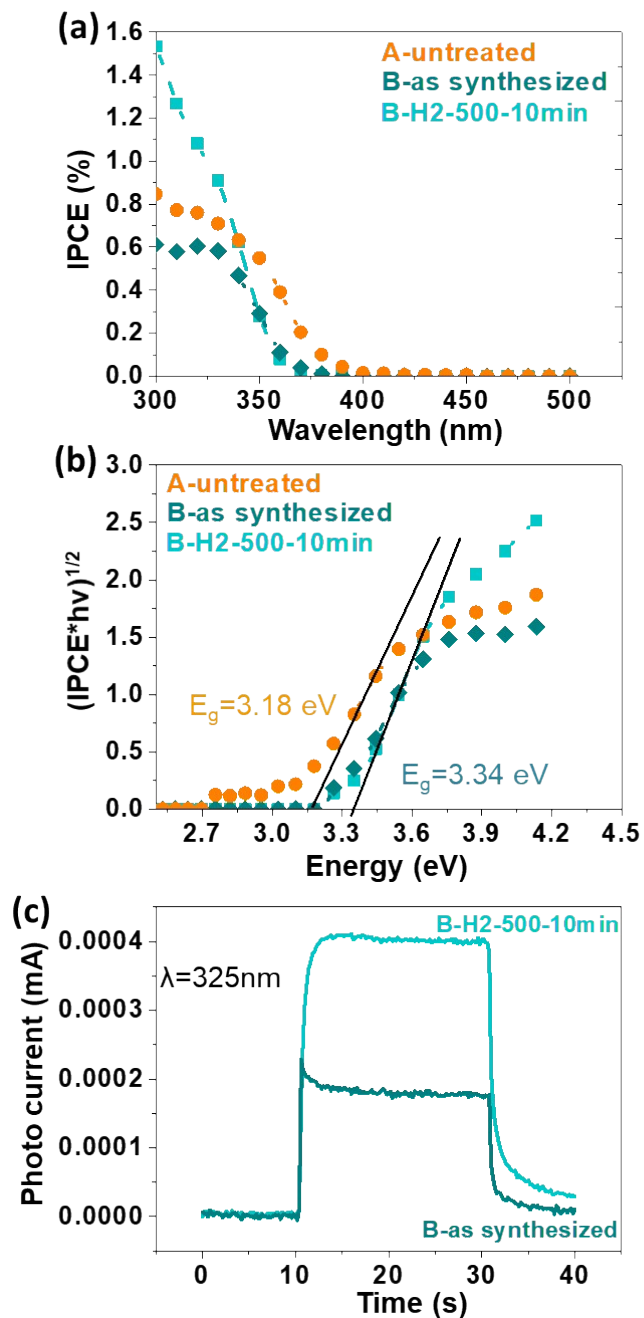 (a)
1.6
1.4
1.2
1.0
0.8
0.6
0.4
0.2
0.0
IPCE (%)
A-untreated
B-as synthesized
B-H2-500-10min
300 350 400 450 500
Wavelength (nm)
(b)
3.0
2.5
2.0
1.5
1.0
0.5
0.0
(IPCE*hv)1/2
A-untreated
B-as synthesized
B-H2-500-10min
Eg=3.18 eV
Eg=3.34 eV
2.7 3.0 3.3 3.6 3.9 4.2 4.5
Energy (eV)
(c)
0.0004
0.0003
0.0002
0.0001
0.0000
Photo current (mA)
B-H2-500-10min
λ=325nm
B-as synthesized
0 10 20 30 40
Time (s)